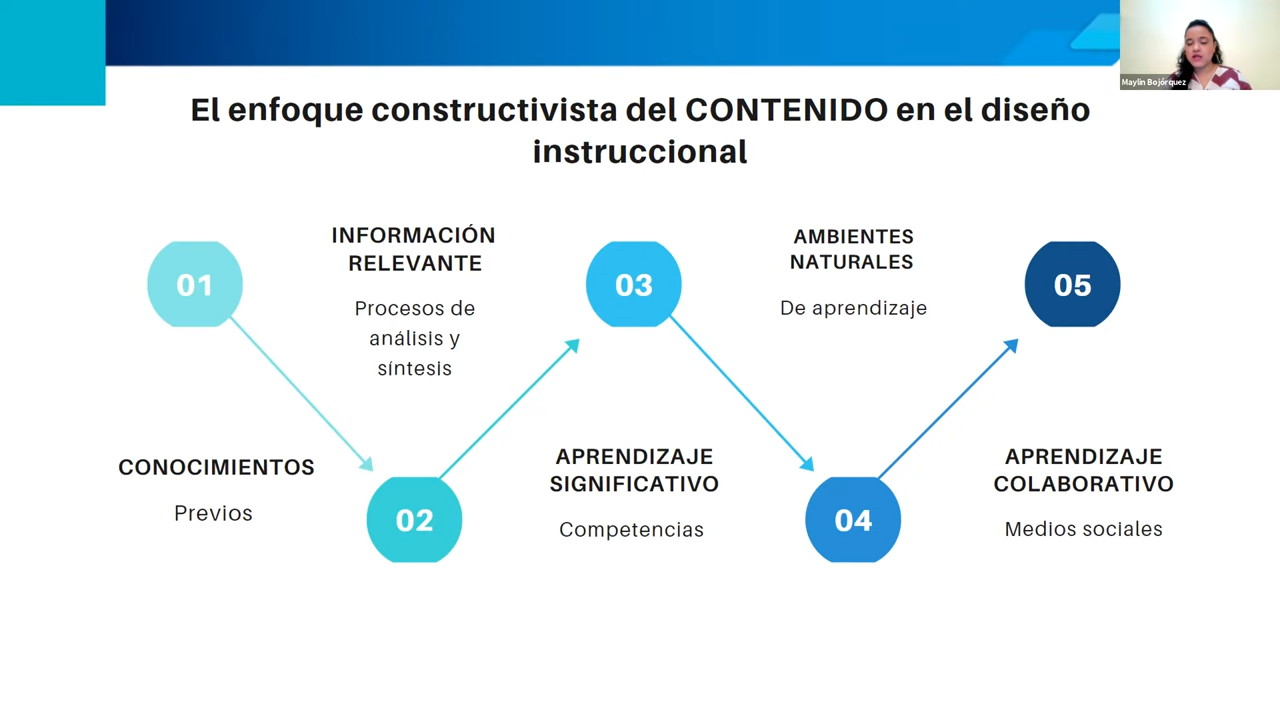 Maylin Bojórquez
El enfoque constructivista del CONTENIDO en el diseño
instruccional
01
CONOCIMIENTOS
Previos
INFORMACIÓN
RELEVANTE
Procesos de
análisis y
síntesis
02
03
APRENDIZAJE
SIGNIFICATIVO
Competencias
AMBIENTES
NATURALES
De aprendizaje
04
05
APRENDIZAJE
COLABORATIVO
Medios sociales